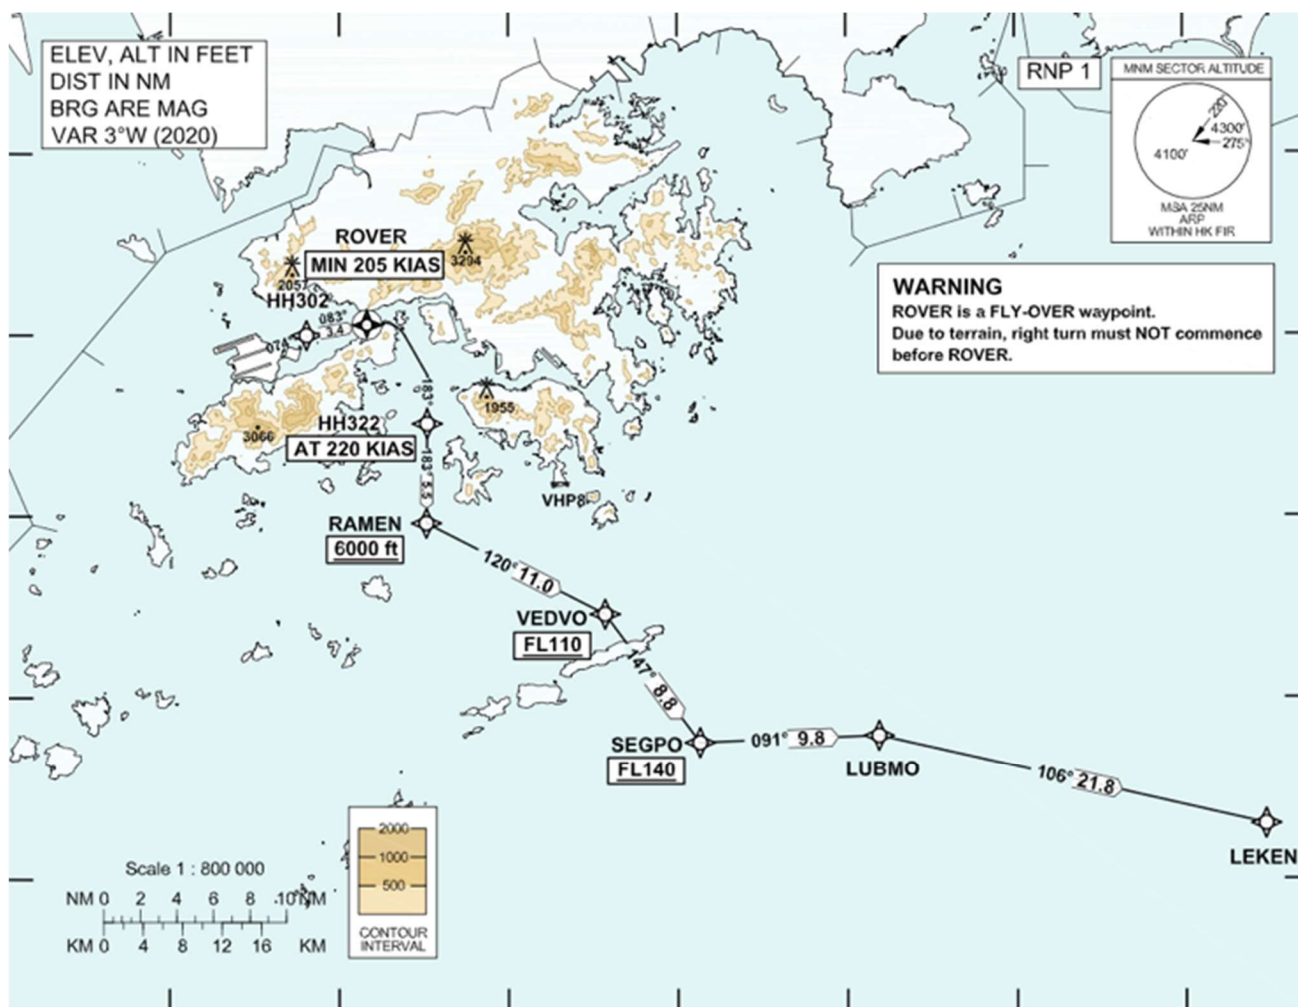 ELEV, ALT IN FEET
DIST IN NM
BRG ARE MAG
VAR 3°W (2020)
RNP 1
MNM SECTOR ALTITUDE
220°
4300'
275°
4100'
MSA 25NM
ARP
WITHIN HK FIR
WARNING
ROVER is a FLY-OVER waypoint.
Due to terrain, right turn must NOT commence
before ROVER.
ROVER
MIN 205 KIAS
3294
2057
HH302
083°
3.4
074°
183°
1955
3066
HH322
AT 220 KIAS
183°
5.5
VHP8
RAMEN
6000 ft
120° 11.0
VEDVO
FL110
147° 8.8
SEGPO
FL140
091° 9.8
LUBMO
106° 21.8
LEKEN
Scale 1 : 800 000
NM 0 2 4 6 8 10 NM
KM 0 4 8 12 16 KM
2000
1000
500
CONTOUR
INTERVAL